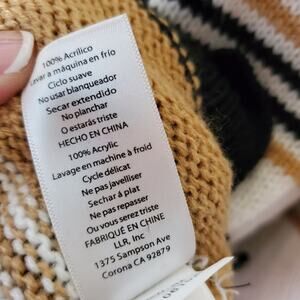 100% Acrílico
Lavar a máquina en frío
Ciclo suave
No usar blanqueador
Secar extendido
No planchar
O estarás triste
HECHO EN CHINA
100% Acrylic
Lavage en machine à froid
Cycle délicat
Ne pas javelliser
Sechar à plat
Ne pas repasser
Ou vous serez triste
FABRIQUÉ EN CHINE
LLR, Inc
1375 Sampson Ave
Corona CA 92879